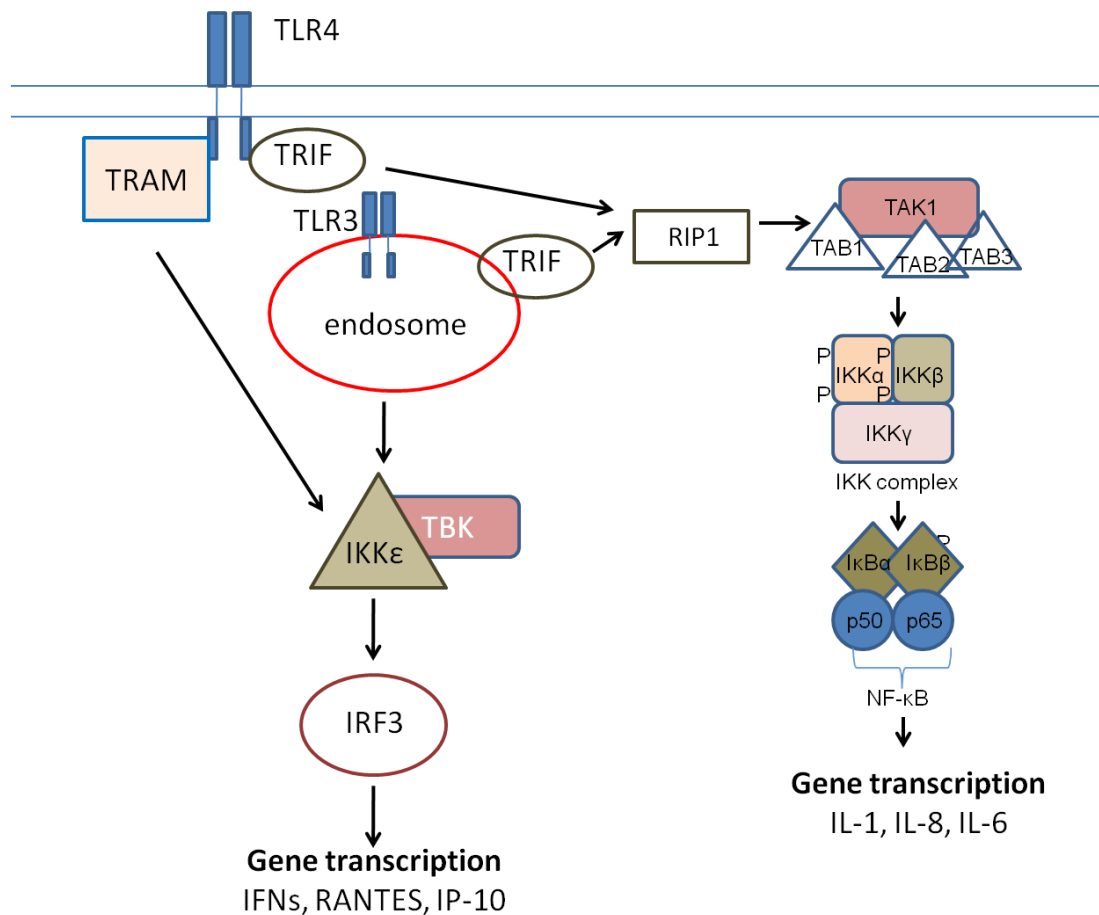 TLR4
TRAM
TRIF
TLR3
TRIF
endosome
RIP1
TAK1
TAB1
TAB2
TAB3
P
P
IKKα
IKKβ
P
P
IKKγ
IKK complex
TBK
IKKε
P
IκBα
IκBβ
p50
p65
NF-κB
IRF3
Gene transcription
IL-1, IL-8, IL-6
Gene transcription
IFNs, RANTES, IP-10